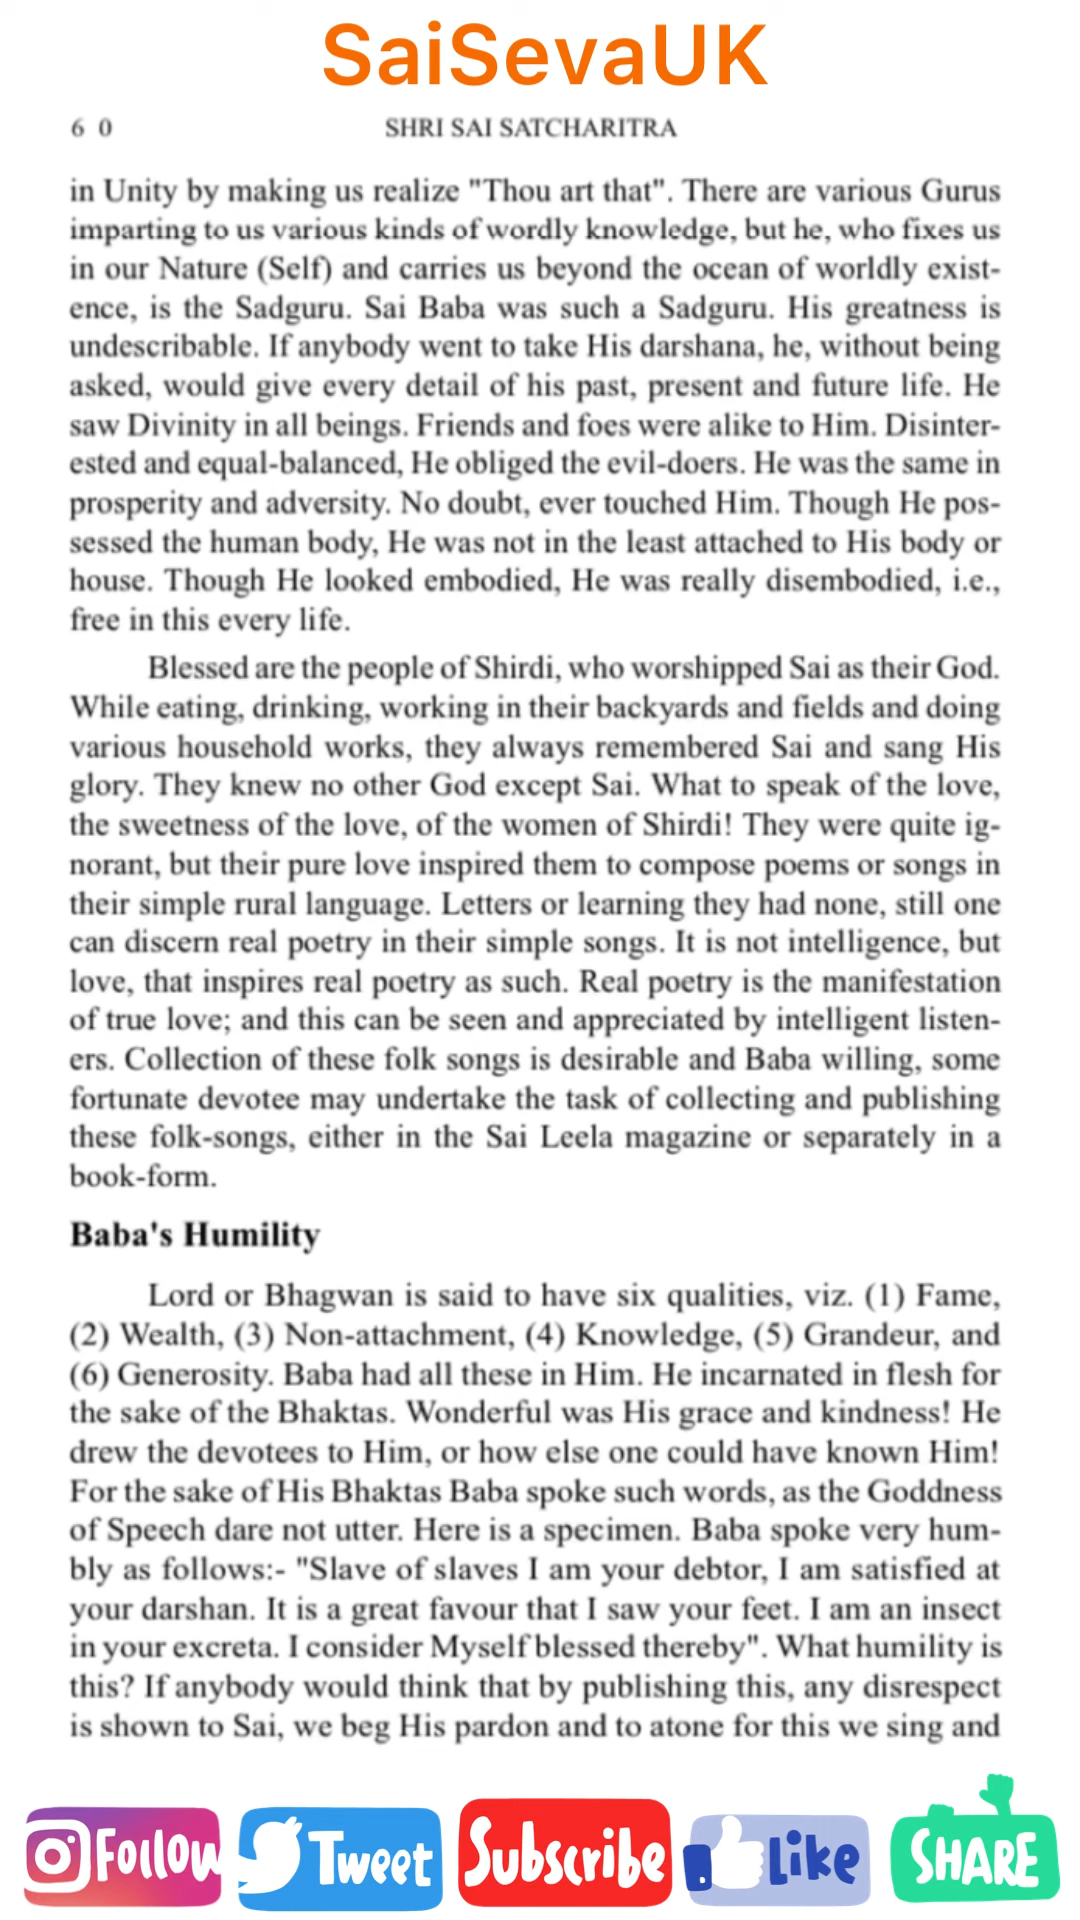 SaiSevaUK
6 0 SHRI SAI SATCHARITRA
in Unity by making us realize "Thou art that". There are various Gurus
imparting to us various kinds of wordly knowledge, but he, who fixes us
in our Nature (Self) and carries us beyond the ocean of worldly exist-
ence, is the Sadguru. Sai Baba was such a Sadguru. His greatness is
undescribable. If anybody went to take His darshana, he, without being
asked, would give every detail of his past, present and future life. He
saw Divinity in all beings. Friends and foes were alike to Him. Disinter-
ested and equal-balanced, He obliged the evil-doers. He was the same in
prosperity and adversity. No doubt, ever touched Him. Though He pos-
sessed the human body, He was not in the least attached to His body or
house. Though He looked embodied, He was really disembodied, i.e.,
free in this every life.
Blessed are the people of Shirdi, who worshipped Sai as their God.
While eating, drinking, working in their backyards and fields and doing
various household works, they always remembered Sai and sang His
glory. They knew no other God except Sai. What to speak of the love,
the sweetness of the love, of the women of Shirdi! They were quite ig-
norant, but their pure love inspired them to compose poems or songs in
their simple rural language. Letters or learning they had none, still one
can discern real poetry in their simple songs. It is not intelligence, but
love, that inspires real poetry as such. Real poetry is the manifestation
of true love; and this can be seen and appreciated by intelligent listen-
ers. Collection of these folk songs is desirable and Baba willing, some
fortunate devotee may undertake the task of collecting and publishing
these folk-songs, either in the Sai Leela magazine or separately in a
book-form.
Baba's Humility
Lord or Bhagwan is said to have six qualities, viz. (1) Fame,
(2) Wealth, (3) Non-attachment, (4) Knowledge, (5) Grandeur, and
(6) Generosity. Baba had all these in Him. He incarnated in flesh for
the sake of the Bhaktas. Wonderful was His grace and kindness! He
drew the devotees to Him, or how else one could have known Him!
For the sake of His Bhaktas Baba spoke such words, as the Goddness
of Speech dare not utter. Here is a specimen. Baba spoke very hum-
bly as follows:- "Slave of slaves I am your debtor, I am satisfied at
your darshan. It is a great favour that I saw your feet. I am an insect
in your excreta. I consider Myself blessed thereby". What humility is
this? If anybody would think that by publishing this, any disrespect
is shown to Sai, we beg His pardon and to atone for this we sing and
Follow Tweet Subscribe Like SHARE